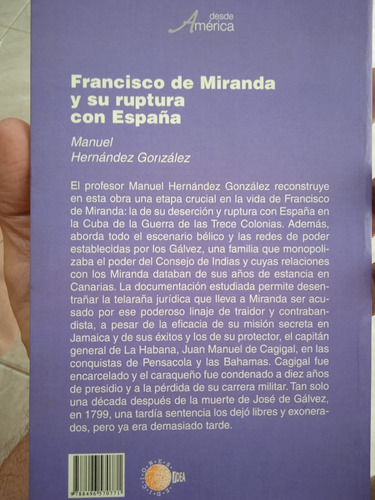 desde
América
Francisco de Miranda
y su ruptura
con España
Manuel
Hernández González
El profesor Manuel Hernández González reconstruye
en esta obra una etapa crucial en la vida de Francisco
de Miranda: la de su deserción y ruptura con España en
la Cuba de la Guerra de las Trece Colonias. Además,
aborda todo el escenario bélico y las redes de poder
establecidas por los Gálvez, una familia que monopoli-
zaba el poder del Consejo de Indias y cuyas relaciones
con los Miranda databan de sus años de estancia en
Canarias. La documentación estudiada permite desen-
trañar la telaraña jurídica que lleva a Miranda ser acu-
sado por ese poderoso linaje de traidor y contraban-
dista, a pesar de la eficacia de su misión secreta en
Jamaica y de sus éxitos y los de su protector, el capitán
general de La Habana, Juan Manuel de Cagigal, en las
conquistas de Pensacola y las Bahamas. Cagigal fue
encarcelado y el caraqueño fue condenado a diez años
de presidio y a la pérdida de su carrera militar. Tan solo
una década después de la muerte de José de Gálvez,
en 1799, una tardía sentencia los dejó libres y exonera-
dos, pero ya era demasiado tarde.
EDICIONES
IDEA
9788496570771